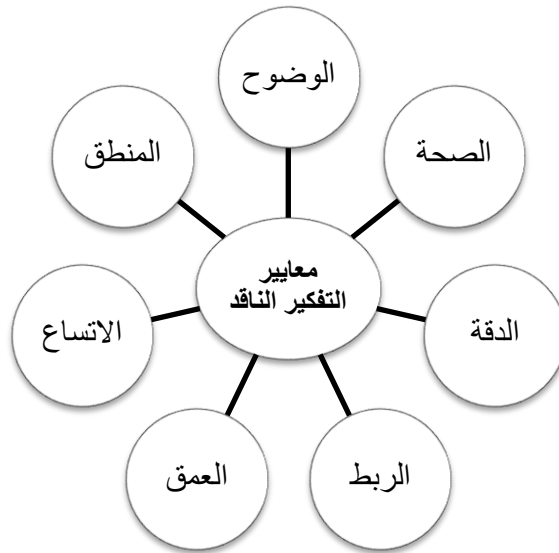 معايير
التفكير الناقد
الوضوح
الصحة
الدقة
الربط
العمق
الاتساع
المنطق